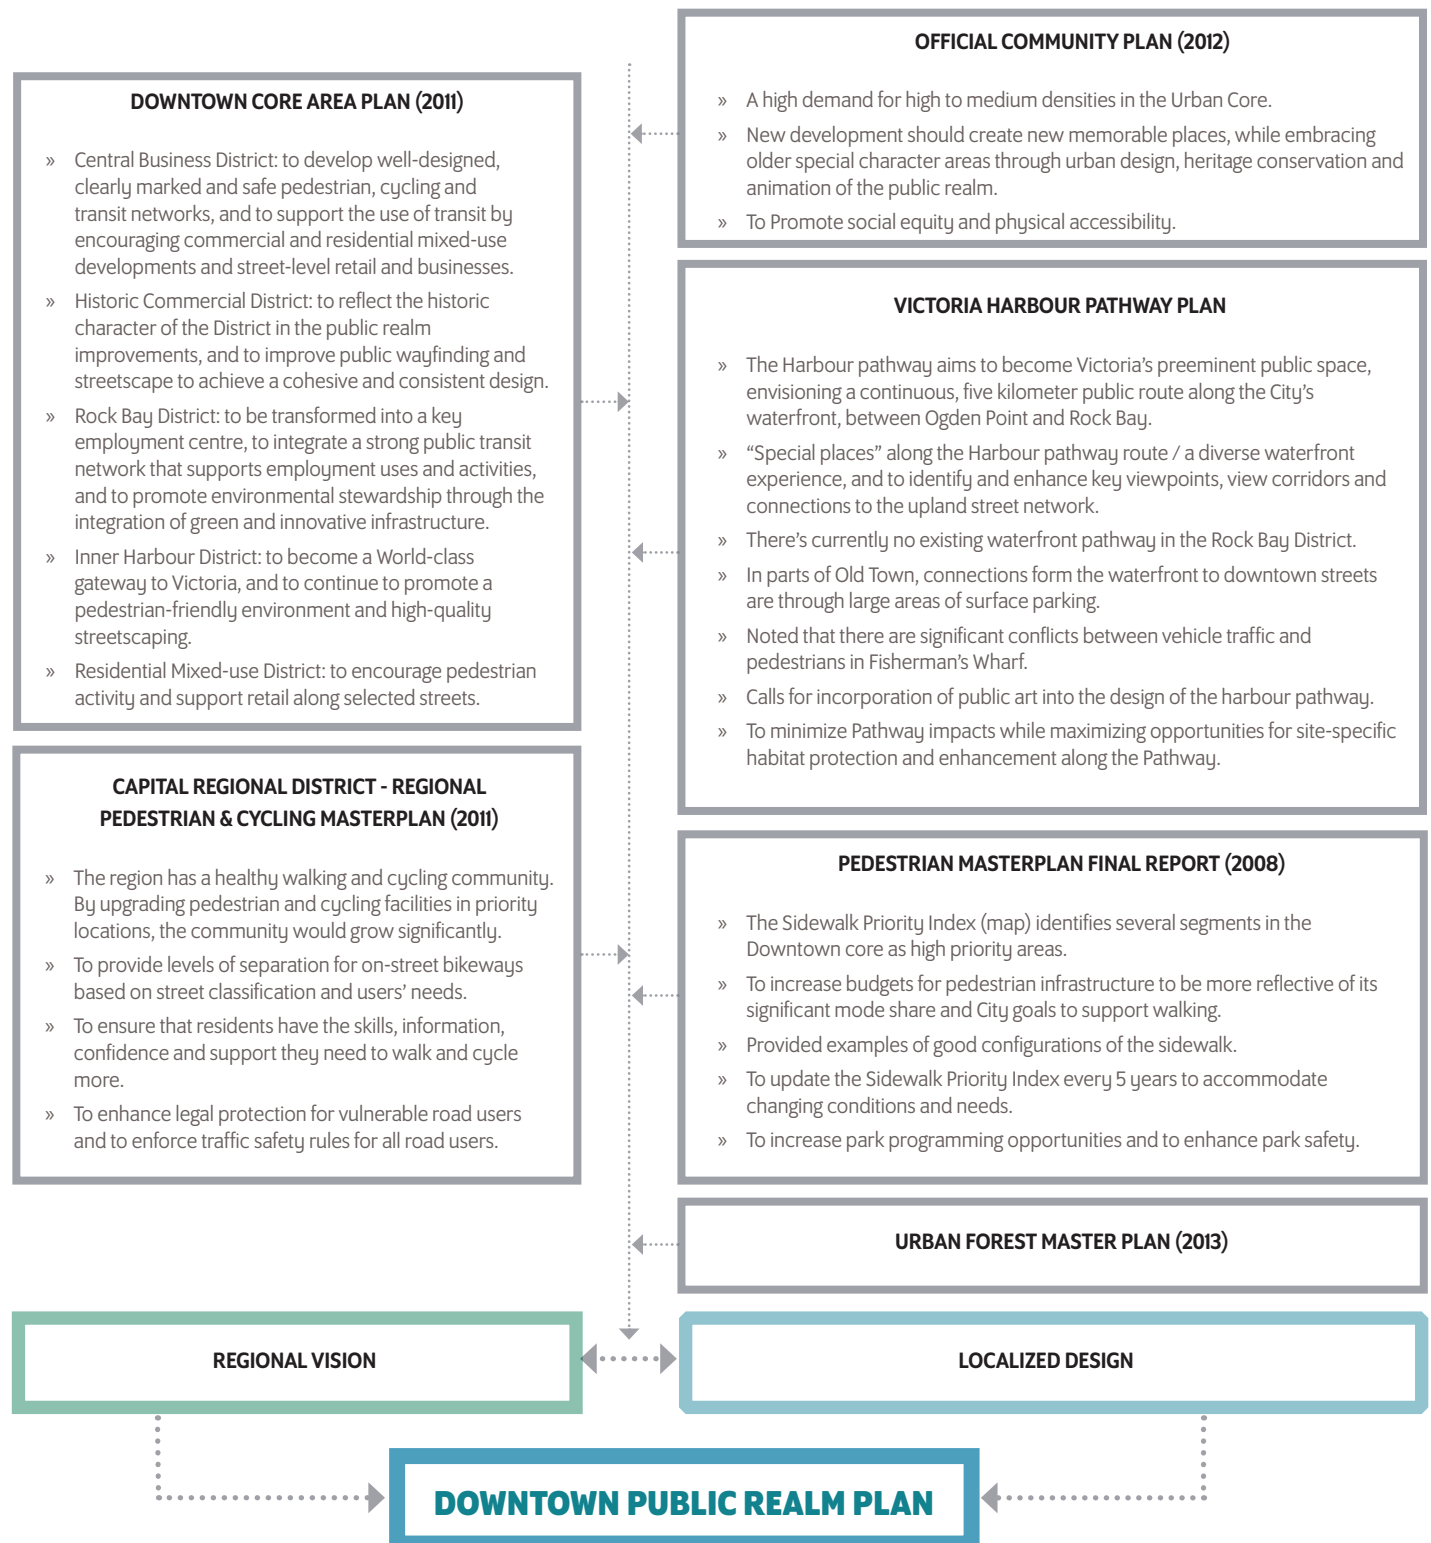 OFFICIAL COMMUNITY PLAN (2012)
» A high demand for high to medium densities in the Urban Core.
» New development should create new memorable places, while embracing
older special character areas through urban design, heritage conservation and
animation of the public realm.
» To Promote social equity and physical accessibility.
DOWNTOWN CORE AREA PLAN (2011)
» Central Business District: to develop well-designed,
clearly marked and safe pedestrian, cycling and
transit networks, and to support the use of transit by
encouraging commercial and residential mixed-use
developments and street-level retail and businesses.
» Historic Commercial District: to reflect the historic
character of the District in the public realm
improvements, and to improve public wayfinding and
streetscape to achieve a cohesive and consistent design.
» Rock Bay District: to be transformed into a key
employment centre, to integrate a strong public transit
network that supports employment uses and activities,
and to promote environmental stewardship through the
integration of green and innovative infrastructure.
» Inner Harbour District: to become a World-class
gateway to Victoria, and to continue to promote a
pedestrian-friendly environment and high-quality
streetscaping.
» Residential Mixed-use District: to encourage pedestrian
activity and support retail along selected streets.
VICTORIA HARBOUR PATHWAY PLAN
» The Harbour pathway aims to become Victoria's preeminent public space,
envisioning a continuous, five kilometer public route along the City's
waterfront, between Ogden Point and Rock Bay.
» “Special places” along the Harbour pathway route / a diverse waterfront
experience, and to identify and enhance key viewpoints, view corridors and
connections to the upland street network.
» There's currently no existing waterfront pathway in the Rock Bay District.
» In parts of Old Town, connections form the waterfront to downtown streets
are through large areas of surface parking.
» Noted that there are significant conflicts between vehicle traffic and
pedestrians in Fisherman's Wharf.
» Calls for incorporation of public art into the design of the harbour pathway.
» To minimize Pathway impacts while maximizing opportunities for site-specific
habitat protection and enhancement along the Pathway.
CAPITAL REGIONAL DISTRICT - REGIONAL
PEDESTRIAN & CYCLING MASTERPLAN (2011)
» The region has a healthy walking and cycling community.
By upgrading pedestrian and cycling facilities in priority
locations, the community would grow significantly.
» To provide levels of separation for on-street bikeways
based on street classification and users' needs.
» To ensure that residents have the skills, information,
confidence and support they need to walk and cycle
more.
» To enhance legal protection for vulnerable road users
and to enforce traffic safety rules for all road users.
PEDESTRIAN MASTERPLAN FINAL REPORT (2008)
» The Sidewalk Priority Index (map) identifies several segments in the
Downtown core as high priority areas.
» To increase budgets for pedestrian infrastructure to be more reflective of its
significant mode share and City goals to support walking.
» Provided examples of good configurations of the sidewalk.
» To update the Sidewalk Priority Index every 5 years to accommodate
changing conditions and needs.
» To increase park programming opportunities and to enhance park safety.
URBAN FOREST MASTER PLAN (2013)
REGIONAL VISION
LOCALIZED DESIGN
DOWNTOWN PUBLIC REALM PLAN